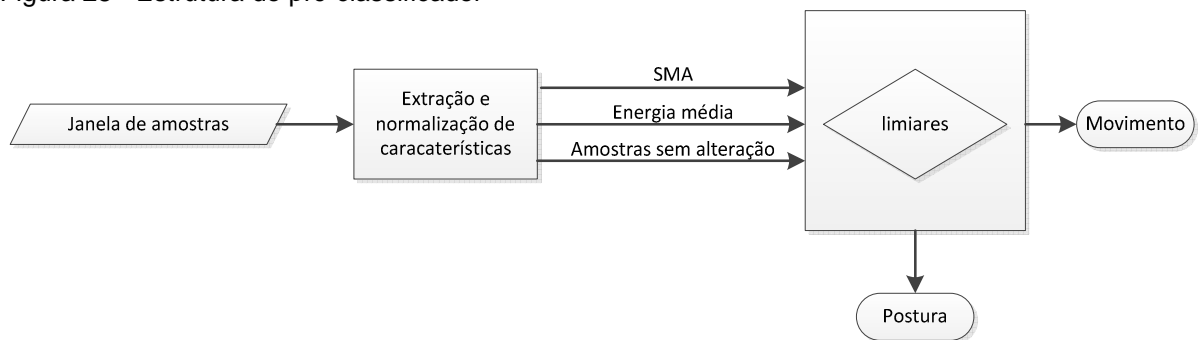 SMA
Extração e
normalização de
caracaterísticas
Janela de amostras
Energia média
Amostras sem alteração
limiares
Movimento
Postura